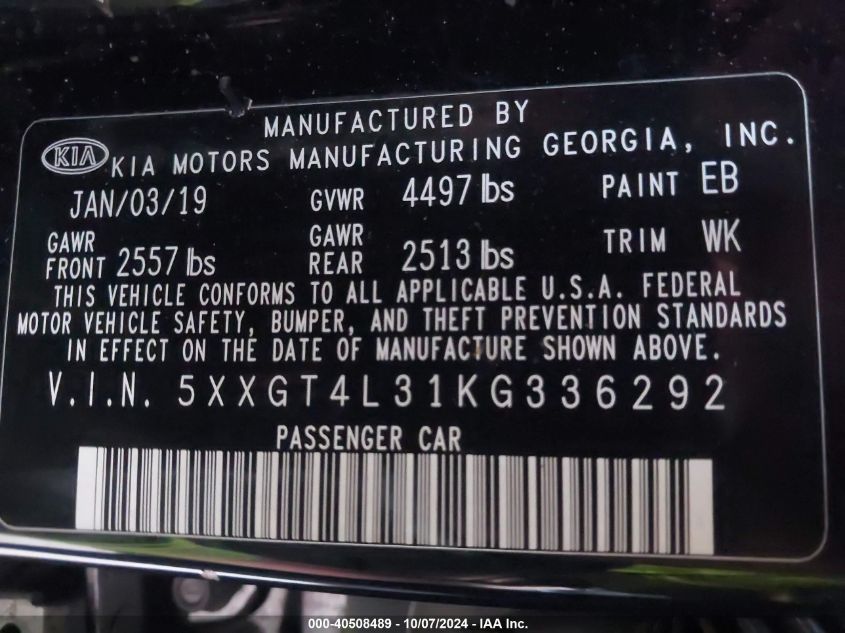 MANUFACTURED BY
KIA KIA MOTORS MANUFACTURING GEORGIA, INC.
JAN/03/19 GVWR 4497 lbs PAINT EB
GAWR FRONT 2557 lbs GAWR REAR 2513 lbs TRIM WK
THIS VEHICLE CONFORMS TO ALL APPLICABLE U.S.A. FEDERAL
MOTOR VEHICLE SAFETY, BUMPER, AND THEFT PREVENTION STANDARDS
IN EFFECT ON THE DATE OF MANUFACTURE SHOWN ABOVE.
V.I.N. 5XXGT4L31KG336292
PASSENGER CAR
000-40508489 - 10/07/2024 - IAA Inc.